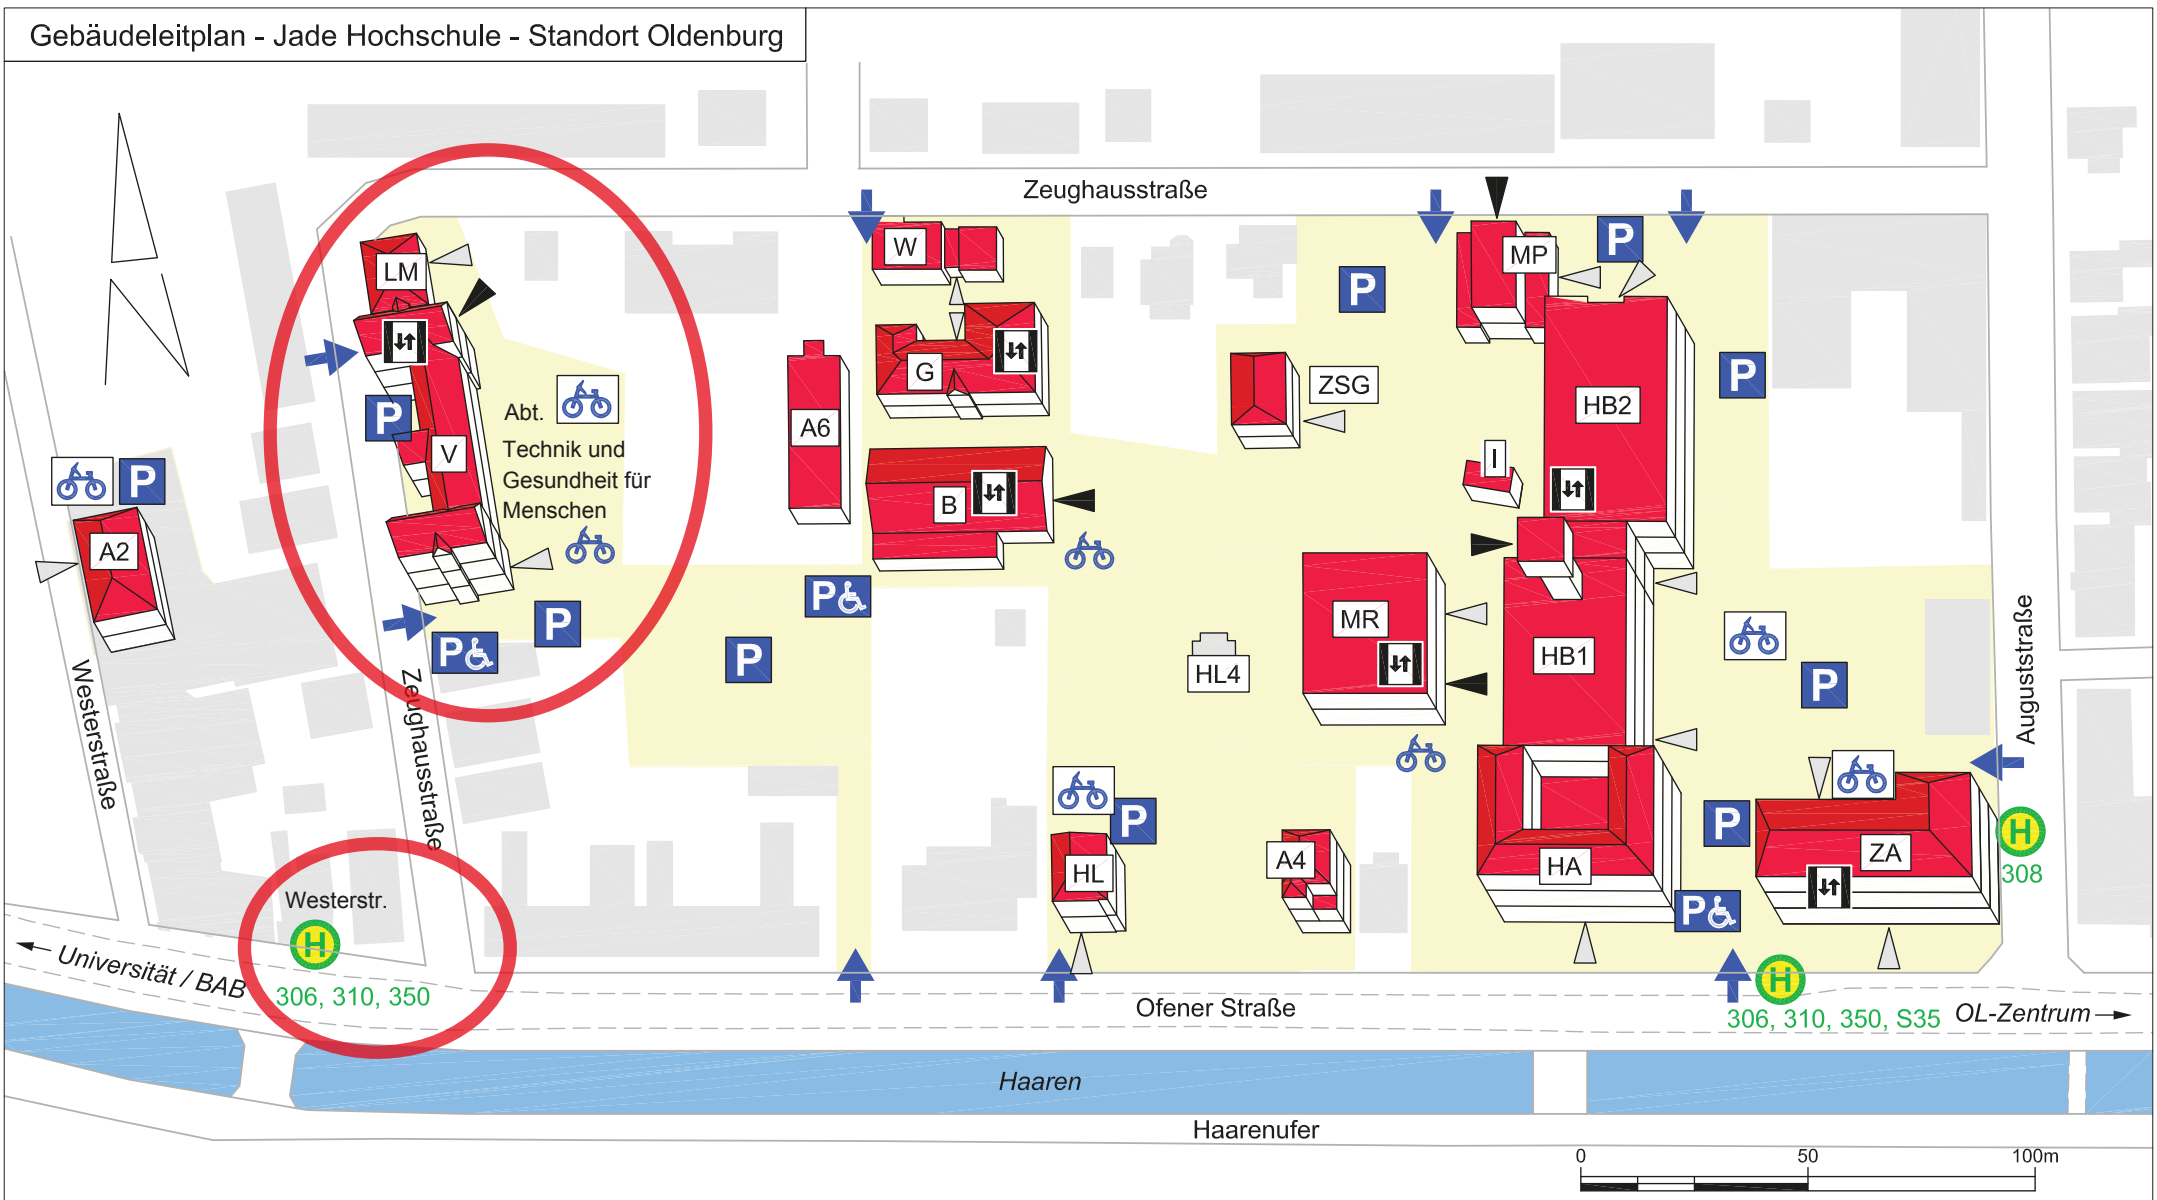 Gebäudeleitplan - Jade Hochschule - Standort Oldenburg
Zeughausstraße
W
MP
P
LM
P
G
ZSG
P
HB2
P
A6
Abt.
V
Technik und
Gesundheit für
Menschen
I
P
B
A2
P
MR
HB1
P
P
P
HL4
P
Westerstraße
Zeughausstraße
Auguststraße
P
P
P
HL
A4
HA
ZA
H
308
P
Westerstr.
H
306, 310, 350
Universität / BAB
Ofener Straße
H
306, 310, 350, S35
OL-Zentrum
Haaren
Haarenufer
0 50 100m